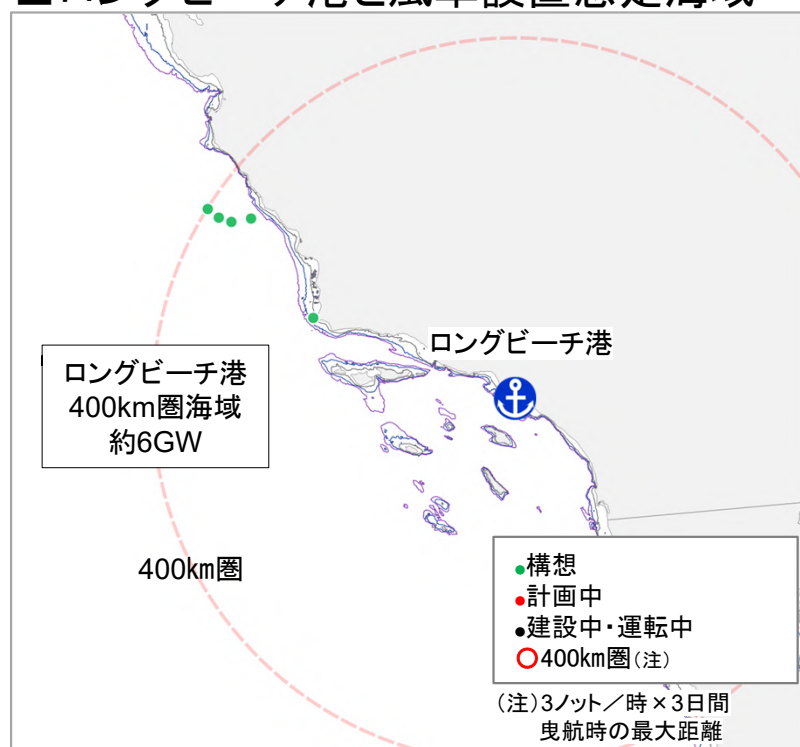 ロングビーチ港
ロングビーチ港
400km圏海域
約6GW
400㎞圏
●構想
●計画中
●建設中・運転中
○400㎞圏(注)
(注)3ノット／時×3日間
曳航時の最大距離